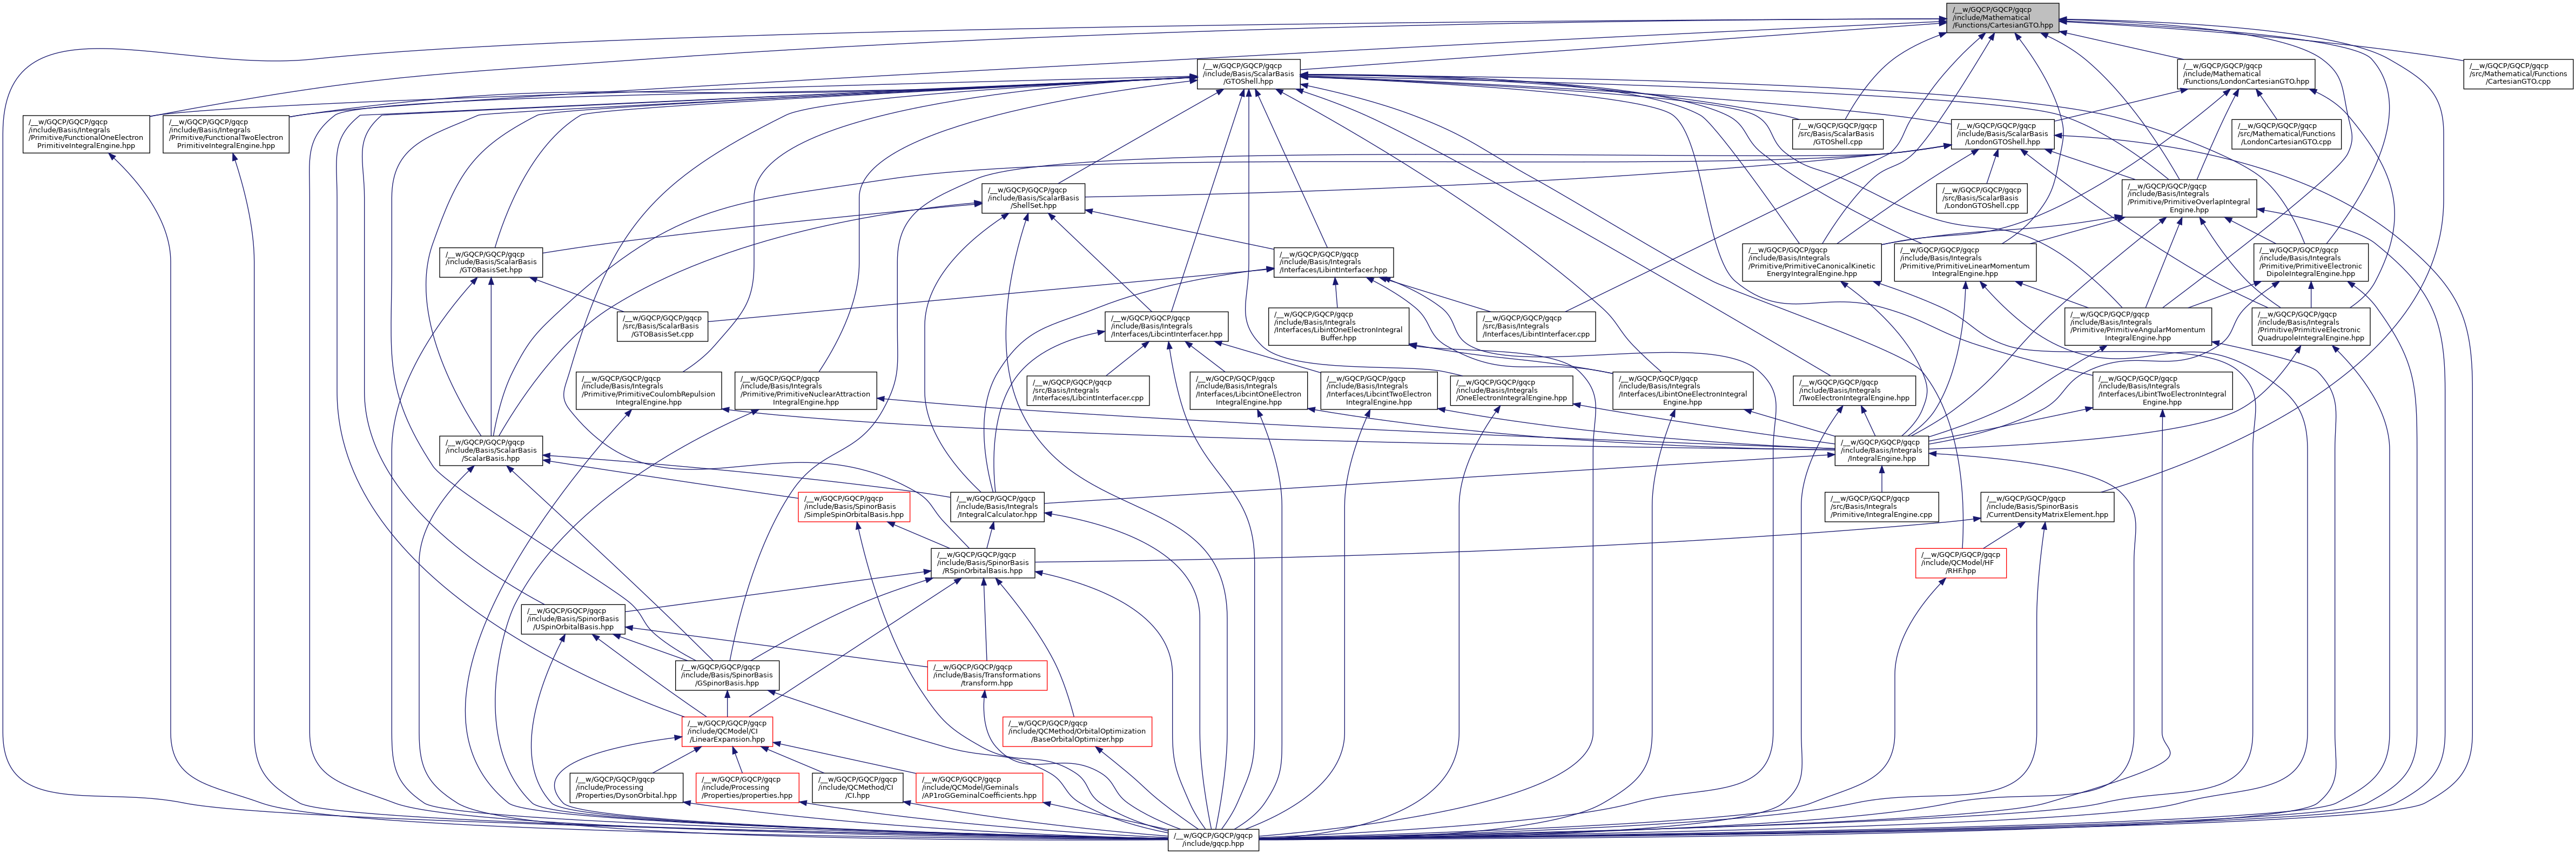 /__w/GQCP/GQCP/gqcp
/include/Mathematical
/Functions/CartesianGTO.hpp
/__w/GQCP/GQCP/gqcp
/include/Basis/ScalarBasis
/GTOShell.hpp
/__w/GQCP/GQCP/gqcp
/include/Mathematical
/Functions/LondonCartesianGTO.hpp
/__w/GQCP/GQCP/gqcp
/src/Mathematical/Functions
/CartesianGTO.cpp
/__w/GQCP/GQCP/gqcp
/include/Basis/Integrals
/Primitive/FunctionalOneElectron
PrimitiveIntegralEngine.hpp
/__w/GQCP/GQCP/gqcp
/include/Basis/Integrals
/Primitive/FunctionalTwoElectron
PrimitiveIntegralEngine.hpp
/__w/GQCP/GQCP/gqcp
/src/Basis/ScalarBasis
/GTOShell.cpp
/__w/GQCP/GQCP/gqcp
/include/Basis/ScalarBasis
/LondonGTOShell.hpp
/__w/GQCP/GQCP/gqcp
/src/Mathematical/Functions
/LondonCartesianGTO.cpp
/__w/GQCP/GQCP/gqcp
/include/Basis/ScalarBasis
/ShellSet.hpp
/__w/GQCP/GQCP/gqcp
/src/Basis/ScalarBasis
/LondonGTOShell.cpp
/__w/GQCP/GQCP/gqcp
/include/Basis/Integrals
/Primitive/PrimitiveOverlapIntegral
Engine.hpp
/__w/GQCP/GQCP/gqcp
/include/Basis/ScalarBasis
/GTOBasisSet.hpp
/__w/GQCP/GQCP/gqcp
/include/Basis/Integrals
/Interfaces/LibintInterfacer.hpp
/__w/GQCP/GQCP/gqcp
/include/Basis/Integrals
/Primitive/PrimitiveCanonicalKinetic
EnergyIntegralEngine.hpp
/__w/GQCP/GQCP/gqcp
/include/Basis/Integrals
/Primitive/PrimitiveLinearMomentum
IntegralEngine.hpp
/__w/GQCP/GQCP/gqcp
/include/Basis/Integrals
/Primitive/PrimitiveElectronic
DipoleIntegralEngine.hpp
/__w/GQCP/GQCP/gqcp
/src/Basis/ScalarBasis
/GTOBasisSet.cpp
/__w/GQCP/GQCP/gqcp
/include/Basis/Integrals
/Interfaces/LibcintInterfacer.hpp
/__w/GQCP/GQCP/gqcp
/include/Basis/Integrals
/Interfaces/LibintOneElectronIntegral
Buffer.hpp
/__w/GQCP/GQCP/gqcp
/src/Basis/Integrals
/Interfaces/LibintInterfacer.cpp
/__w/GQCP/GQCP/gqcp
/include/Basis/Integrals
/Primitive/PrimitiveAngularMomentum
IntegralEngine.hpp
/__w/GQCP/GQCP/gqcp
/include/Basis/Integrals
/Primitive/PrimitiveElectronic
QuadrupoleIntegralEngine.hpp
/__w/GQCP/GQCP/gqcp
/include/Basis/Integrals
/Primitive/PrimitiveCoulombRepulsion
IntegralEngine.hpp
/__w/GQCP/GQCP/gqcp
/include/Basis/Integrals
/Primitive/PrimitiveNuclearAttraction
IntegralEngine.hpp
/__w/GQCP/GQCP/gqcp
/src/Basis/Integrals
/Interfaces/LibcintInterfacer.cpp
/__w/GQCP/GQCP/gqcp
/include/Basis/Integrals
/Interfaces/LibcintOneElectron
IntegralEngine.hpp
/__w/GQCP/GQCP/gqcp
/include/Basis/Integrals
/Interfaces/LibcintTwoElectron
IntegralEngine.hpp
/__w/GQCP/GQCP/gqcp
/include/Basis/Integrals
/OneElectronIntegralEngine.hpp
/__w/GQCP/GQCP/gqcp
/include/Basis/Integrals
/Interfaces/LibintOneElectronIntegral
Engine.hpp
/__w/GQCP/GQCP/gqcp
/include/Basis/Integrals
/TwoElectronIntegralEngine.hpp
/__w/GQCP/GQCP/gqcp
/include/Basis/Integrals
/Interfaces/LibintTwoElectronIntegral
Engine.hpp
/__w/GQCP/GQCP/gqcp
/include/Basis/ScalarBasis
/ScalarBasis.hpp
/__w/GQCP/GQCP/gqcp
/include/Basis/Integrals
/IntegralEngine.hpp
/__w/GQCP/GQCP/gqcp
/include/Basis/SpinorBasis
/SimpleSpinOrbitalBasis.hpp
/__w/GQCP/GQCP/gqcp
/include/Basis/Integrals
/IntegralCalculator.hpp
/__w/GQCP/GQCP/gqcp
/src/Basis/Integrals
/Primitive/IntegralEngine.cpp
/__w/GQCP/GQCP/gqcp
/include/Basis/SpinorBasis
/CurrentDensityMatrixElement.hpp
/__w/GQCP/GQCP/gqcp
/include/Basis/SpinorBasis
/RSpinOrbitalBasis.hpp
/__w/GQCP/GQCP/gqcp
/include/QCModel/HF
/RHF.hpp
/__w/GQCP/GQCP/gqcp
/include/Basis/SpinorBasis
/USpinOrbitalBasis.hpp
/__w/GQCP/GQCP/gqcp
/include/Basis/SpinorBasis
/GSpinorBasis.hpp
/__w/GQCP/GQCP/gqcp
/include/Basis/Transformations
/transform.hpp
/__w/GQCP/GQCP/gqcp
/include/QCModel/CI
/LinearExpansion.hpp
/__w/GQCP/GQCP/gqcp
/include/QCMethod/OrbitalOptimization
/BaseOrbitalOptimizer.hpp
/__w/GQCP/GQCP/gqcp
/include/Processing
/Properties/DysonOrbital.hpp
/__w/GQCP/GQCP/gqcp
/include/Processing
/Properties/properties.hpp
/__w/GQCP/GQCP/gqcp
/include/QCMethod/CI
/CI.hpp
/__w/GQCP/GQCP/gqcp
/include/QCModel/Geminals
/AP1roGGeminalCoefficients.hpp
/__w/GQCP/GQCP/gqcp
/include/gqcp.hpp